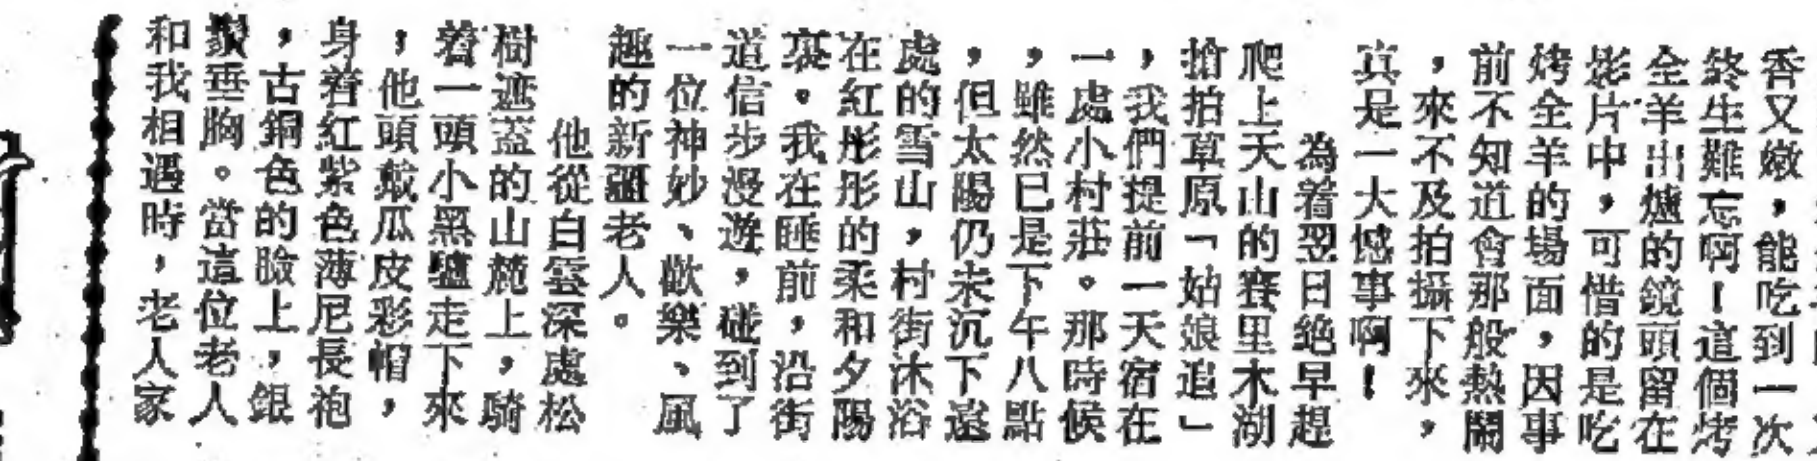 香又嫩，能吃到一次
終生難忘啊！這個烤
全羊出爐的鏡頭留在
影片中，可惜的是吃
烤全羊的場面，因事
前不知道會那般熱鬧
，來不及拍攝下來，
真是一大憾事啊！
為着翌日絕早趕
爬上天山的賽里木湖
搶拍草原「姑娘追」
，我們提前一天宿在
一處小村莊。那時候
，雖然已是下午八點
，但太陽仍未沉下遠
處的雪山，村街沐浴
在紅彤彤的柔和夕陽
裏。我在睡前，沿街
道信步漫遊，碰到了
一位神妙、歡樂、風
趣的新疆老人。
他從白雲深處松
樹遮蓋的山麓上，騎
着一頭小黑驢走下來
，他頭戴瓜皮彩帽，
身着紅紫色薄尼長袍
，古銅色的臉上，銀
鬚垂胸。當這位老人
和我相遇時，老人家